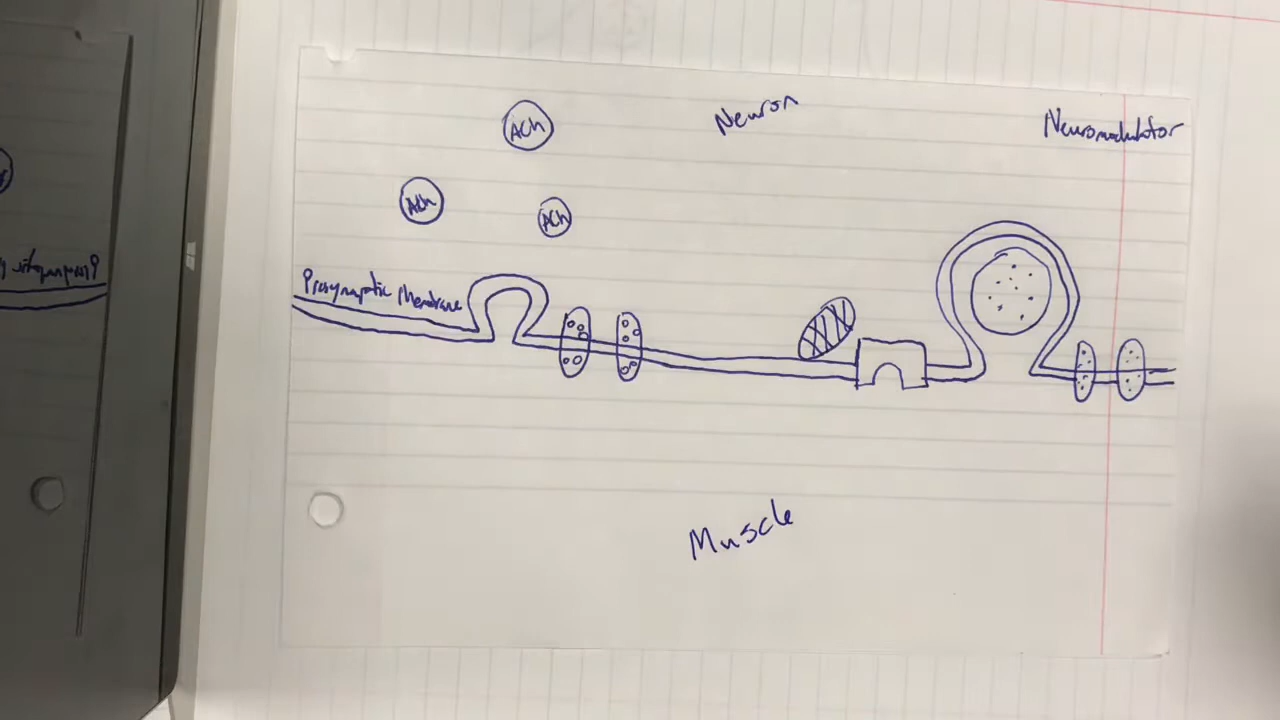 ACh
Neuron
Neuromodulator
ACh
ACh
Presynaptic Membrane
Muscle